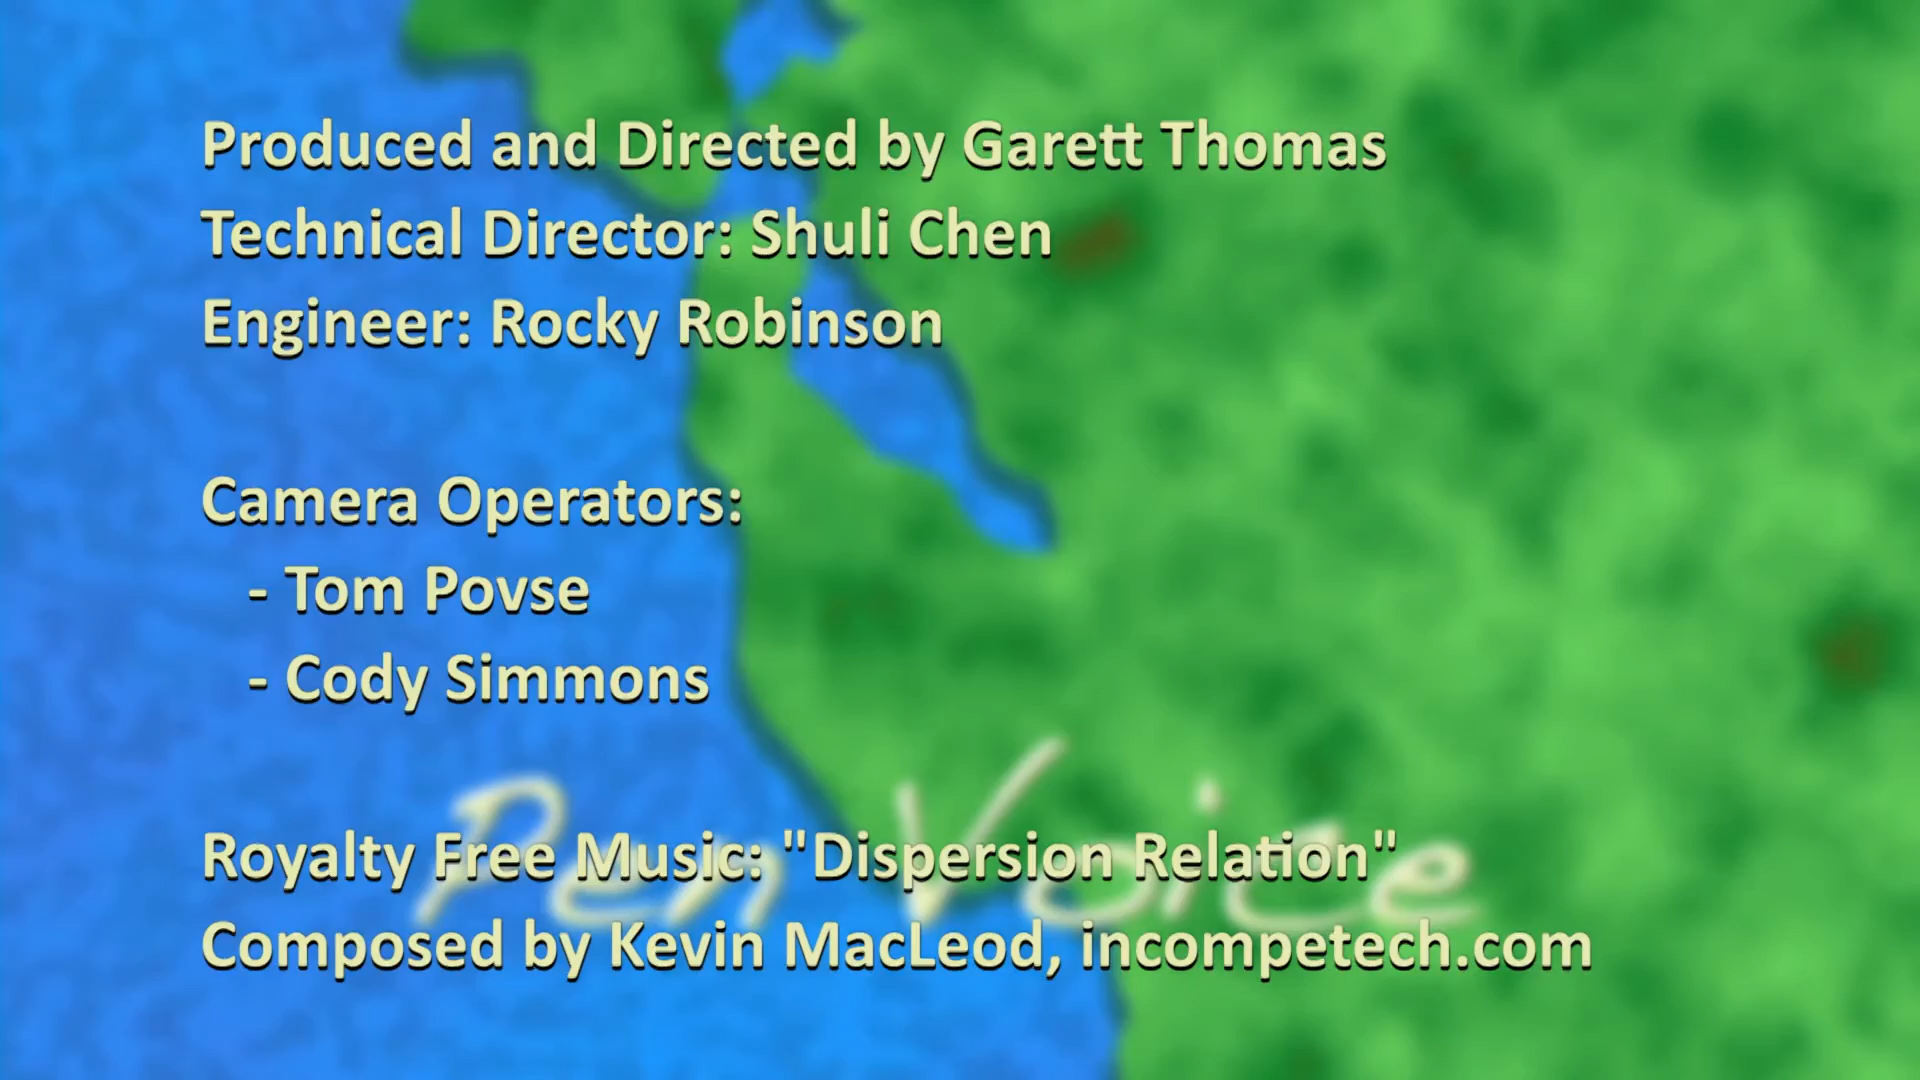 Produced and Directed by Garett Thomas
Technical Director: Shuli Chen
Engineer: Rocky Robinson
Camera Operators:
- Tom Povse
- Cody Simmons
Royalty Free Music: "Dispersion Relation"
Pen Voice
Composed by Kevin MacLeod, incompetech.com